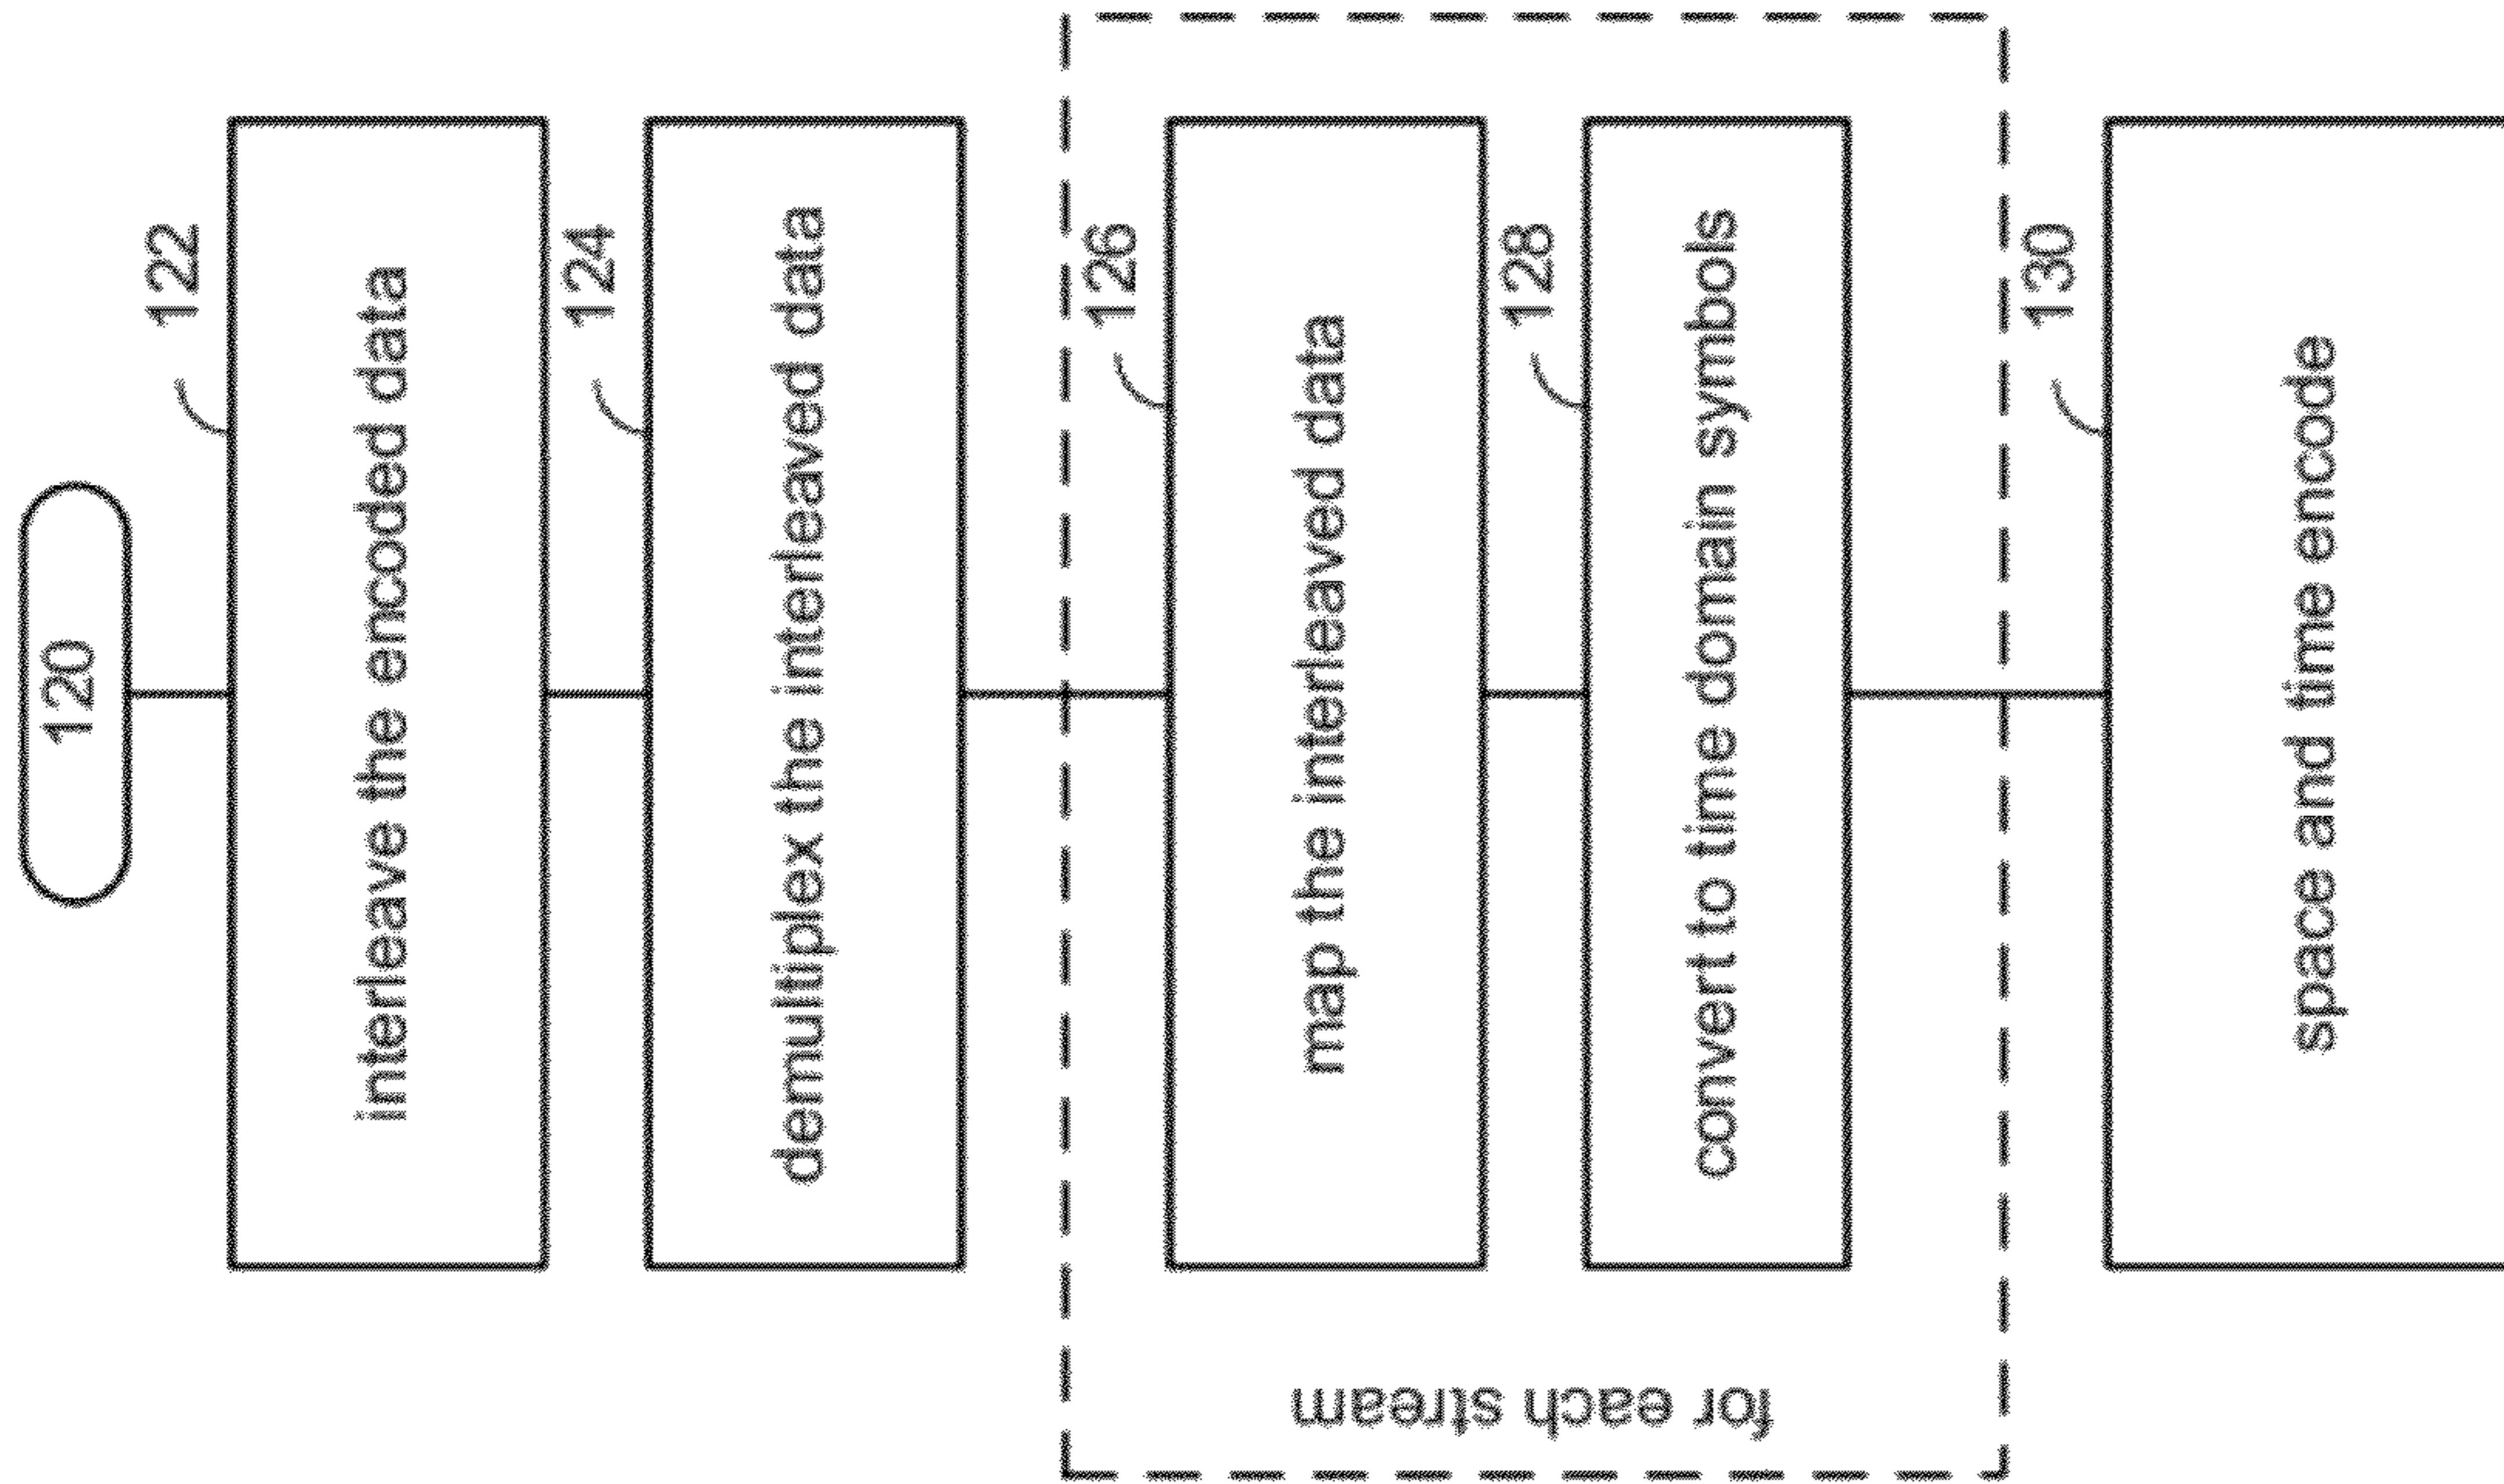 120
122
interleave the encoded data
124
demultiplex the interleaved data
for each stream
126
map the interleaved data
128
convert to time domain symbols
130
space and time encode